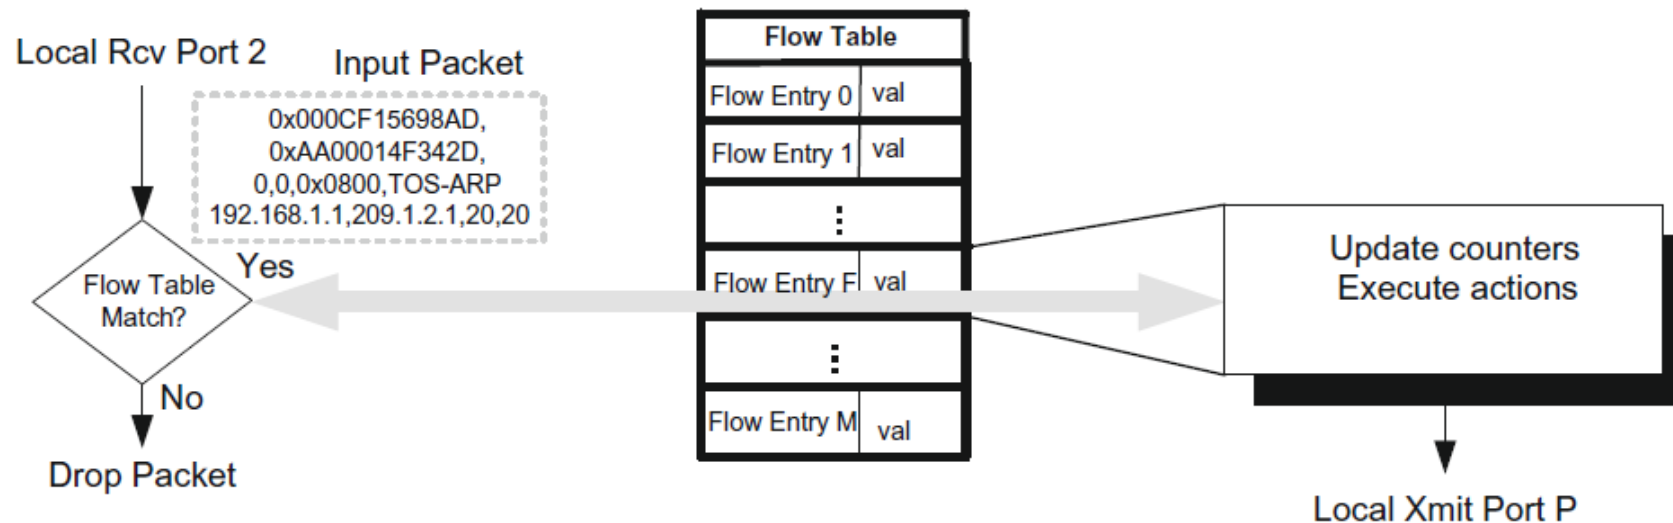 Local Rcv Port 2
Input Packet
0x000CF15698AD,
0xAA00014F342D,
0,0,0x0800,TOS-ARP
192.168.1.1,209.1.2.1,20,20
Flow Table
Match?
Yes
No
Drop Packet
Flow Table
Flow Entry 0 val
Flow Entry 1 val
Flow Entry F val
Flow Entry M val
Update counters
Execute actions
Local Xmit Port P